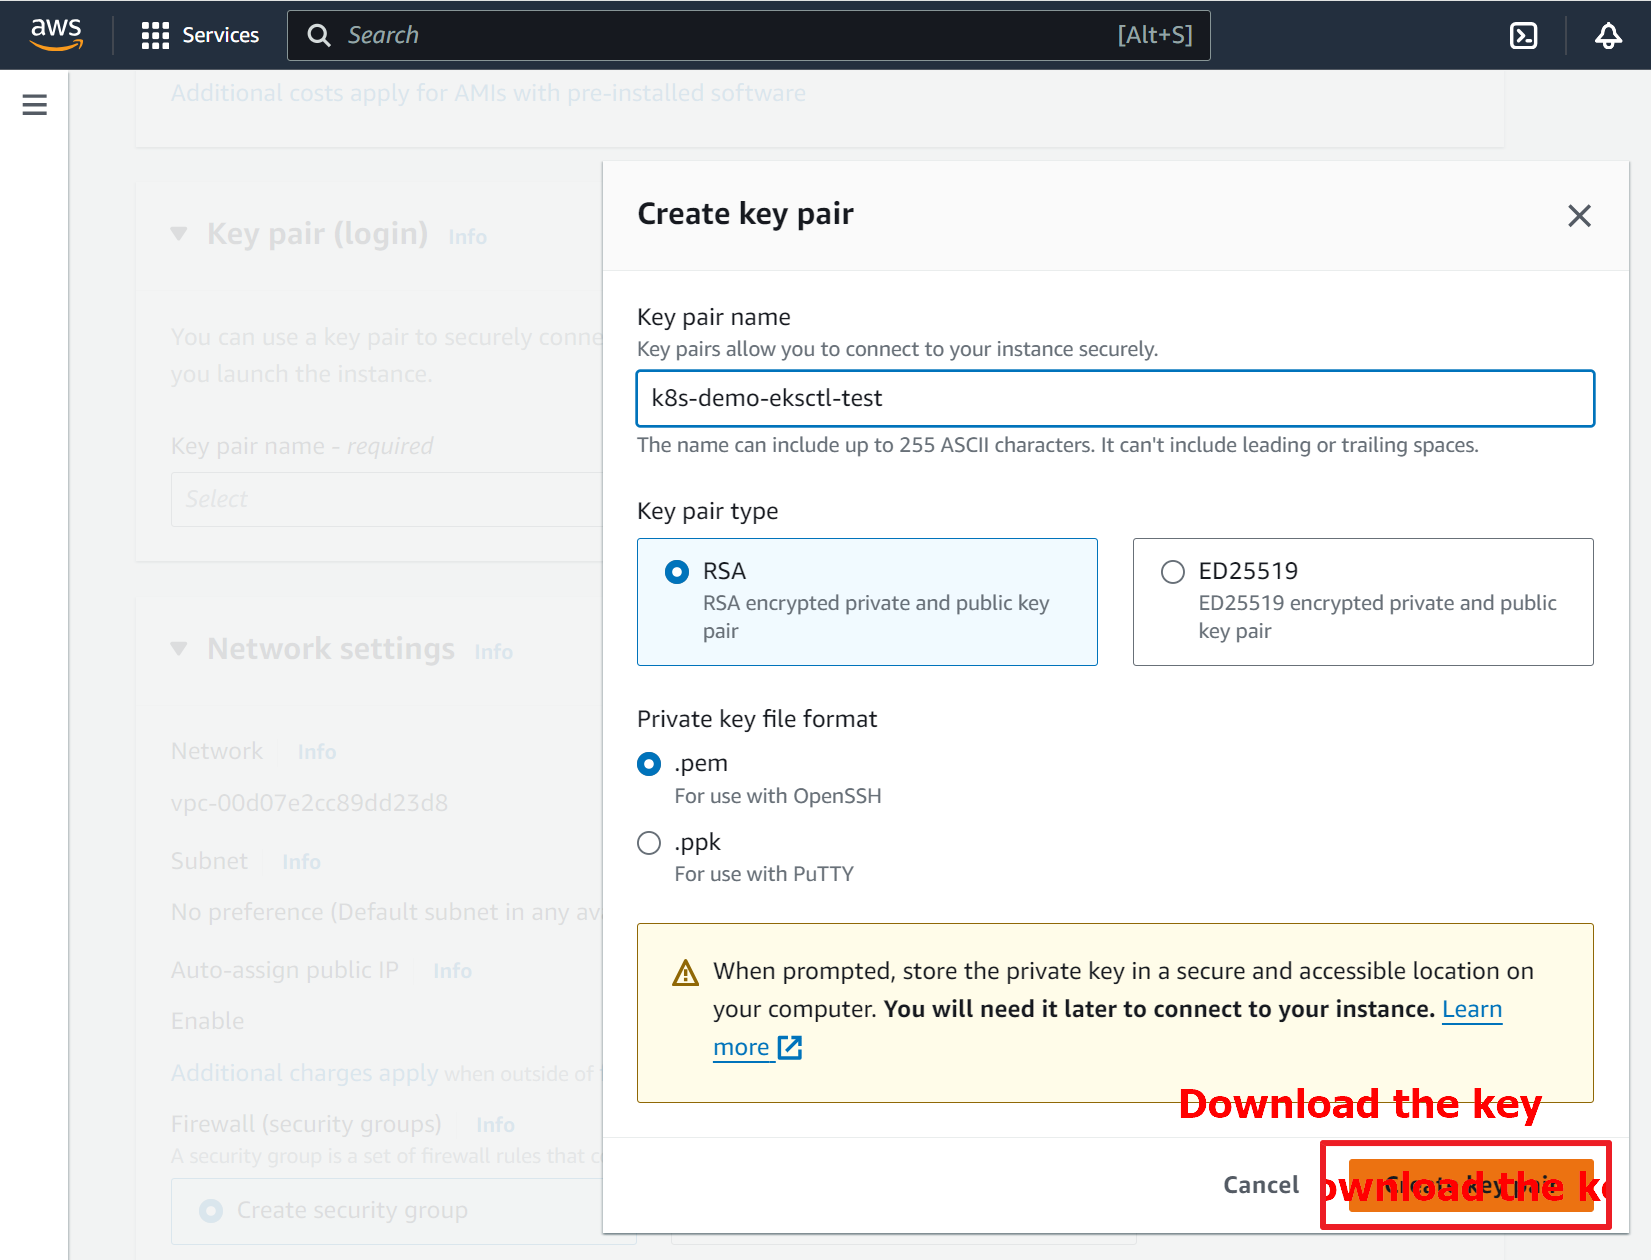 aws
Services
Search
[Alt+S]
Additional costs apply for AMIs with pre-installed software
Key pair (login) Info
You can use a key pair to securely conne
you launch the instance.
Key pair name - required
Select
Network settings Info
Network Info
vpc-00d07e2cc89dd23d8
Subnet Info
No preference (Default subnet in any ava
Auto-assign public IP Info
Enable
Additional charges apply when outside of
Firewall (security groups) Info
A security group is a set of firewall rules that c
Create security group
Create key pair
Key pair name
Key pairs allow you to connect to your instance securely.
k8s-demo-eksctl-test
The name can include up to 255 ASCII characters. It can't include leading or trailing spaces.
Key pair type
RSA
RSA encrypted private and public key
pair
ED25519
ED25519 encrypted private and public
key pair
Private key file format
.pem
For use with OpenSSH
.ppk
For use with PuTTY
When prompted, store the private key in a secure and accessible location on
your computer. You will need it later to connect to your instance. Learn
more
Download the key
Cancel
Create key pair
ownload the ke